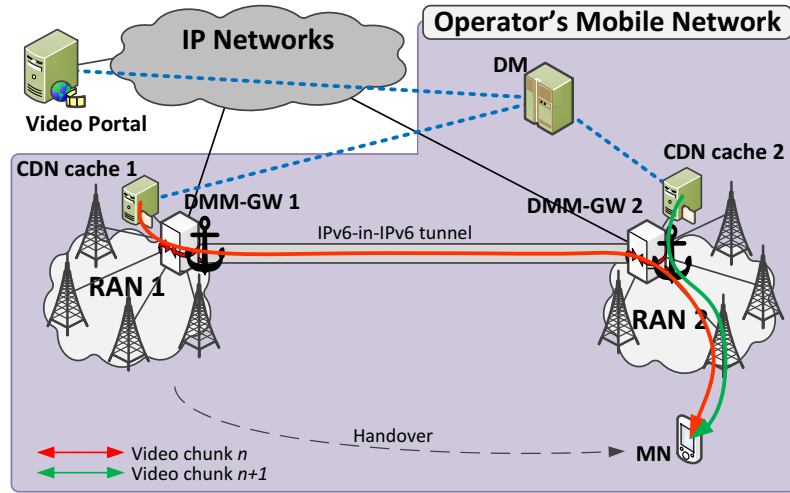 Operator's Mobile Network
IP Networks
DM
Video Portal
CDN cache 1
CDN cache 2
DMM-GW 1
DMM-GW 2
IPv6-in-IPv6 tunnel
RAN 1
RAN 2
Handover
MN
Video chunk n
Video chunk n+1